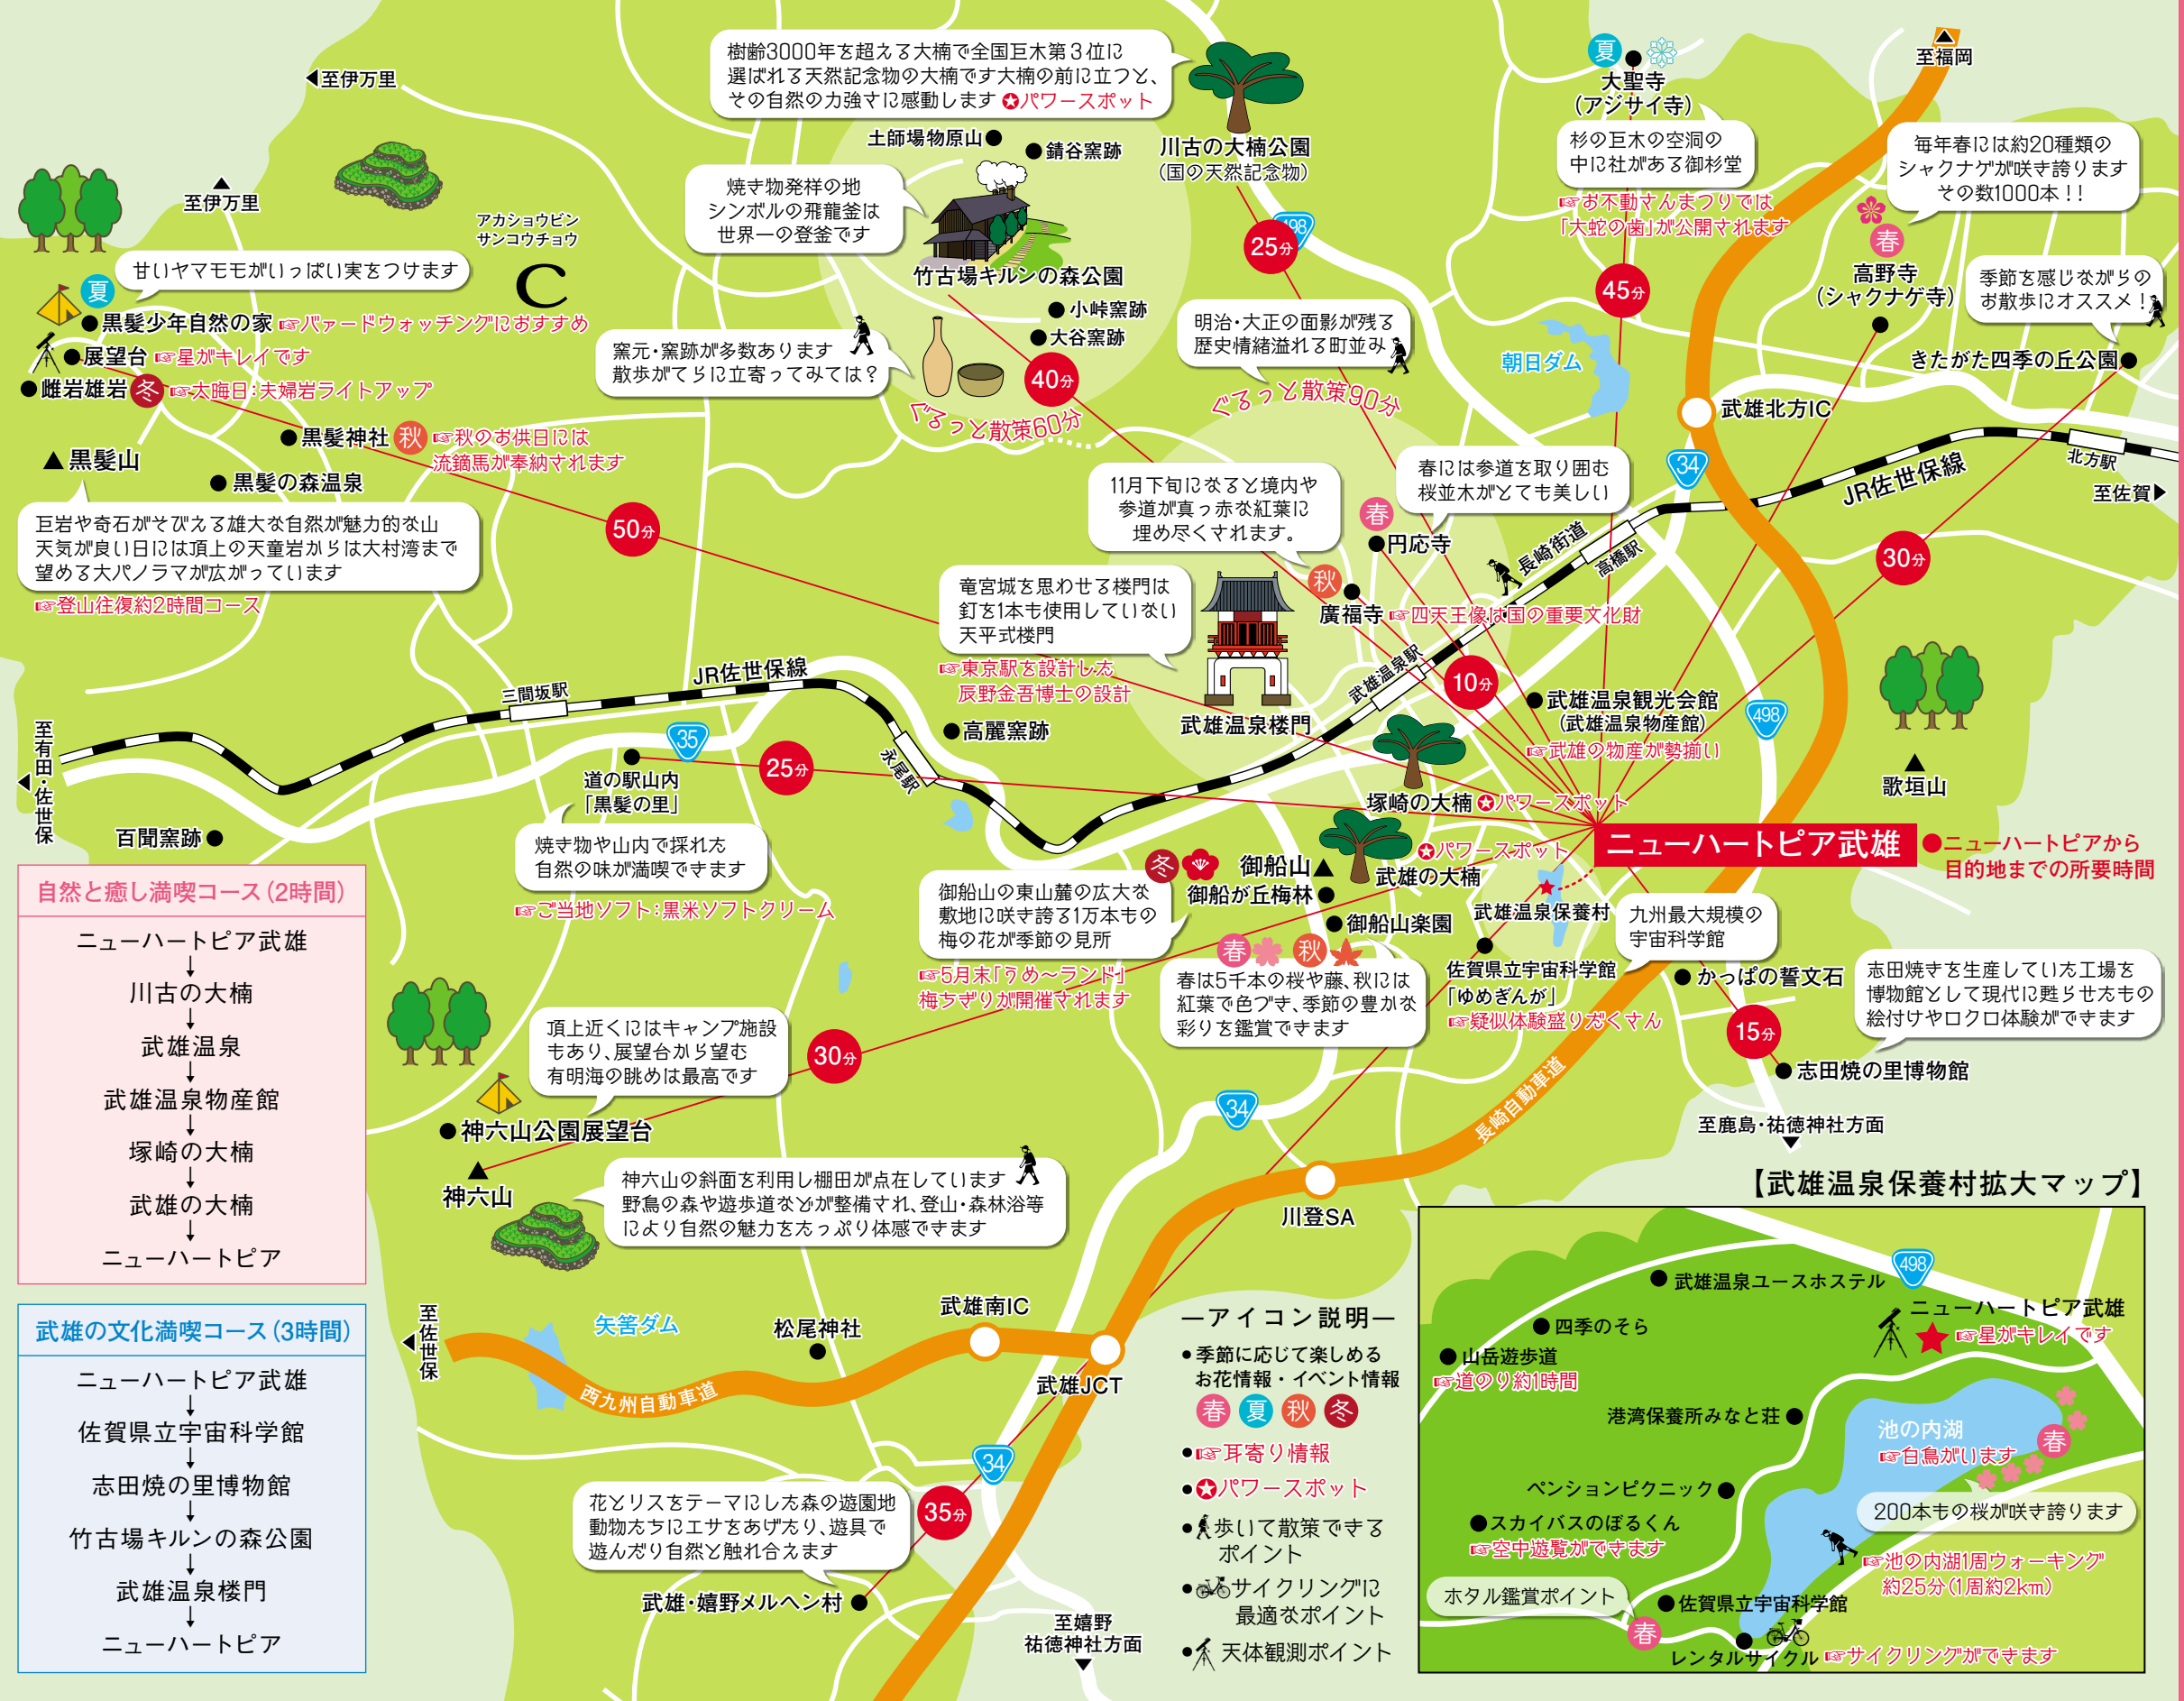 至伊万里
樹齢3000年を超える大楠で全国巨木第3位に
選ばれる天然記念物の大楠です大楠の前に立つと、
その自然の力強さに感動します ✪パワースポット
川古の大楠公園
(国の天然記念物)
土師場物原山
錆谷窯跡
焼き物発祥の地
シンボルの飛龍釜は
世界一の登釜です
竹古場キルンの森公園
小峠窯跡
大谷窯跡
窯元・窯跡が多数あります
散歩がてらに立寄ってみては?
ぐるっと散策60分
40分
25分
498
明治・大正の面影が残る
歴史情緒溢れる町並み
ぐるっと散策90分
夏
大聖寺
(アジサイ寺)
杉の巨木の空洞の
中に社がある御杉堂
☞お不動さんまつりでは
「大蛇の歯」が公開されます
45分
朝日ダム
至福岡
毎年春には約20種類の
シャクナゲが咲き誇ります
その数1000本!!
春
高野寺
(シャクナゲ寺)
季節を感じながらの
お散歩にオススメ!
きたがた四季の丘公園
武雄北方IC
34
JR佐世保線
北方駅
至佐賀
30分
至伊万里
アカショウビン
サンコウチョウ
甘いヤマモモがいっぱい実をつけます
夏
黒髪少年自然の家 ☞バァードウォッチングにおすすめ
展望台 ☞星がキレイです
雌岩雄岩 冬 ☞大晦日:夫婦岩ライトアップ
黒髪神社 秋 ☞秋のお供日には
流鏑馬が奉納されます
黒髪山
黒髪の森温泉
巨岩や奇石がそびえる雄大な自然が魅力的な山
天気が良い日には頂上の天童岩からは大村湾まで
望める大パノラマが広がっています
☞登山往復約2時間コース
50分
11月下旬になると境内や
参道が真っ赤な紅葉に
埋め尽くされます。
春には参道を取り囲む
桜並木がとても美しい
春
円応寺
秋
廣福寺 ☞四天王像は国の重要文化財
長崎街道
高橋駅
竜宮城を思わせる楼門は
釘を1本も使用していない
天平式楼門
☞東京駅を設計した
辰野金吾博士の設計
武雄温泉楼門
武雄温泉駅
10分
武雄温泉観光会館
(武雄温泉物産館)
☞武雄の物産が勢揃い
498
歌垣山
高麗窯跡
JR佐世保線
三間坂駅
永尾駅
35
25分
道の駅山内
「黒髪の里」
焼き物や山内で採れた
自然の味が満喫できます
☞ご当地ソフト:黒米ソフトクリーム
至有田・佐世保
百聞窯跡
塚崎の大楠 ✪パワースポット
✪パワースポット
武雄の大楠
ニューハートピア武雄
●ニューハートピアから
目的地までの所要時間
冬
御船山
御船が丘梅林
御船山楽園
御船山の東山麓の広大な
敷地に咲き誇る1万本もの
梅の花が季節の見所
☞5月末「うめ〜ランド」
梅ちぎりが開催されます
春
秋
春は5千本の桜や藤、秋には
紅葉で色づき、季節の豊かな
彩りを鑑賞できます
武雄温泉保養村
佐賀県立宇宙科学館
「ゆめぎんが」
☞疑似体験盛りだくさん
九州最大規模の
宇宙科学館
かっぱの誓文石
15分
志田焼きを生産していた工場を
博物館として現代に甦らせたもの
絵付けやロクロ体験ができます
志田焼の里博物館
至鹿島・祐徳神社方面
自然と癒し満喫コース(2時間)
ニューハートピア武雄
↓
川古の大楠
↓
武雄温泉
↓
武雄温泉物産館
↓
塚崎の大楠
↓
武雄の大楠
↓
ニューハートピア
武雄の文化満喫コース(3時間)
ニューハートピア武雄
↓
佐賀県立宇宙科学館
↓
志田焼の里博物館
↓
竹古場キルンの森公園
↓
武雄温泉楼門
↓
ニューハートピア
頂上近くにはキャンプ施設
もあり、展望台から望む
有明海の眺めは最高です
30分
神六山公園展望台
神六山
神六山の斜面を利用し棚田が点在しています
野鳥の森や遊歩道などが整備され、登山・森林浴等
により自然の魅力をたっぷり体感できます
34
長崎自動車道
川登SA
至佐世保
矢筈ダム
西九州自動車道
松尾神社
武雄南IC
武雄JCT
34
35分
花とリスをテーマにした森の遊園地
動物たちにエサをあげたり、遊具で
遊んだり自然と触れ合えます
武雄・嬉野メルヘン村
至嬉野
祐徳神社方面
―アイコン説明―
●季節に応じて楽しめる
お花情報・イベント情報
春 夏 秋 冬
●☞耳寄り情報
●✪パワースポット
●歩いて散策できる
ポイント
●サイクリングに
最適なポイント
●天体観測ポイント
【武雄温泉保養村拡大マップ】
武雄温泉ユースホステル
498
四季のそら
ニューハートピア武雄
☞星がキレイです
山岳遊歩道
☞道のり約1時間
港湾保養所みなと荘
池の内湖
☞白鳥がいます
春
ペンションピクニック
200本もの桜が咲き誇ります
スカイバスのぼるくん
☞空中遊覧ができます
☞池の内湖1周ウォーキング
約25分(1周約2km)
ホタル鑑賞ポイント
佐賀県立宇宙科学館
春
レンタルサイクル ☞サイクリングができます